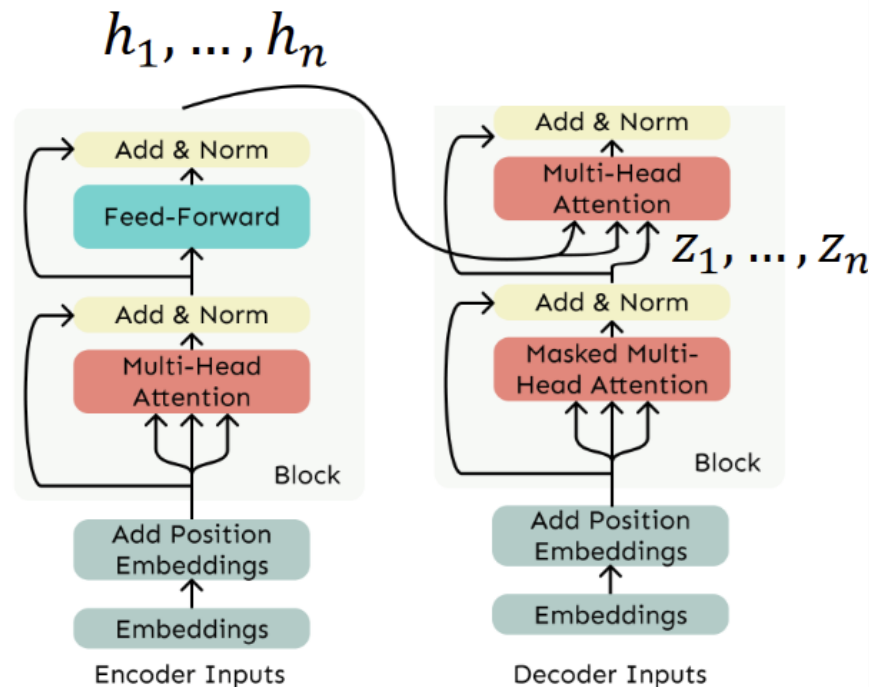 h₁, … , hₙ
Add & Norm
Feed-Forward
Add & Norm
Multi-Head
Attention
Block
Add Position
Embeddings
Embeddings
Encoder Inputs
Add & Norm
Multi-Head
Attention
z₁, … , zₙ
Add & Norm
Masked Multi-
Head Attention
Block
Add Position
Embeddings
Embeddings
Decoder Inputs